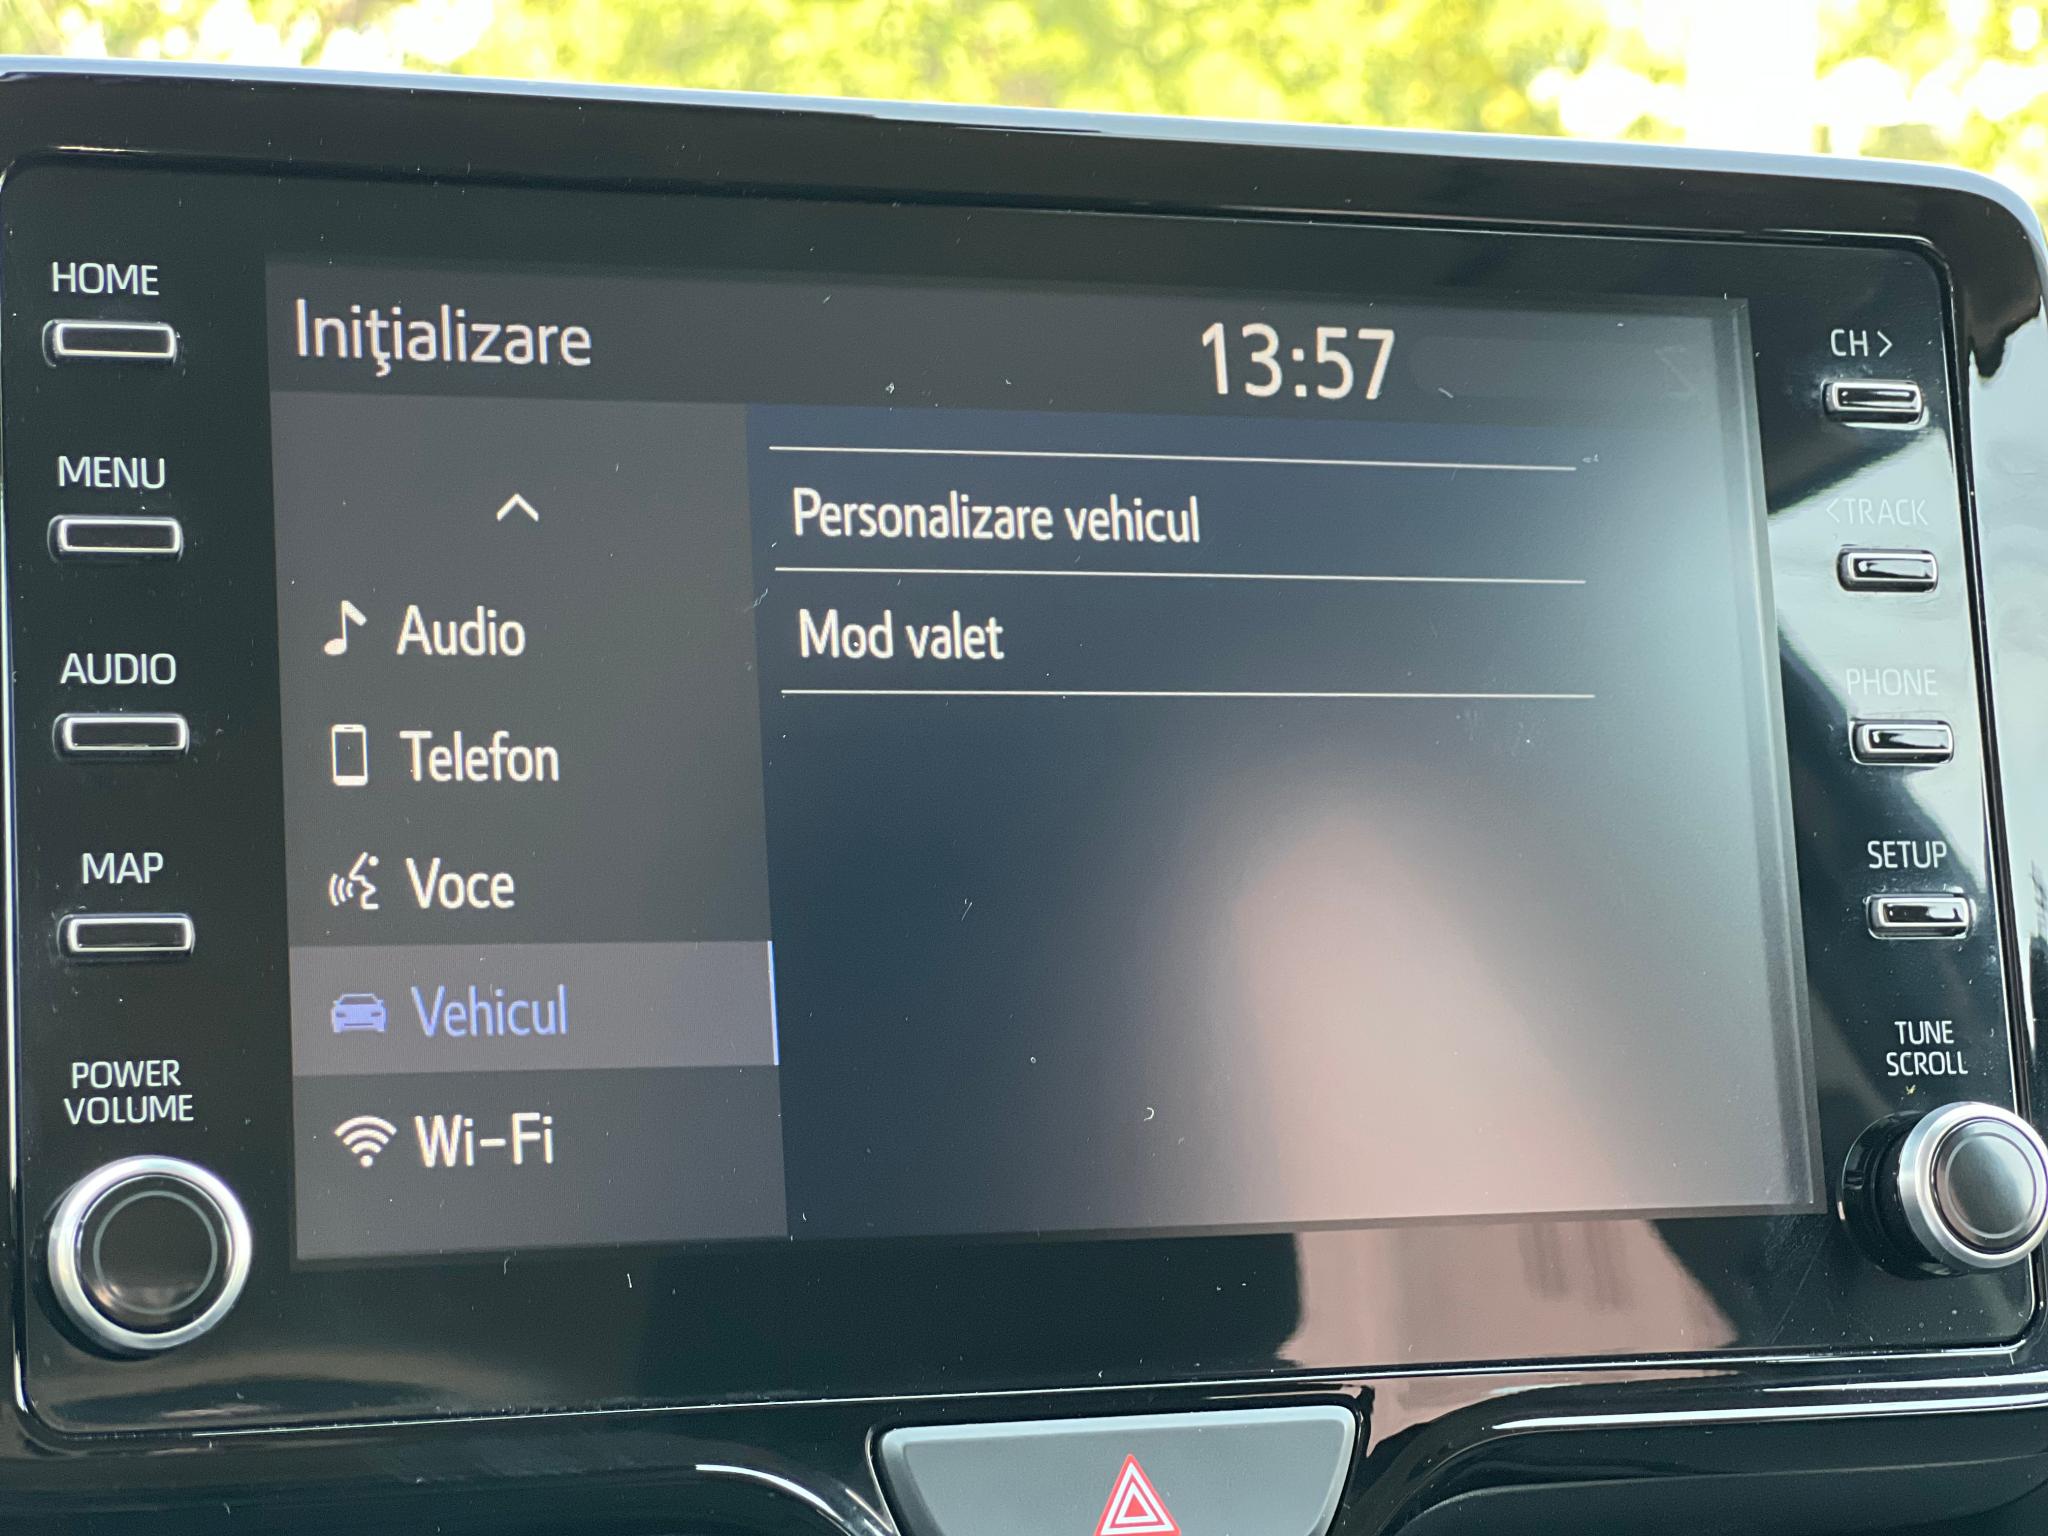 HOME
MENU
AUDIO
MAP
POWER
VOLUME
Iniţializare
13:57
Audio
Telefon
Voce
Vehicul
Wi-Fi
Personalizare vehicul
Mod valet
CH >
< TRACK
PHONE
SETUP
TUNE
SCROLL